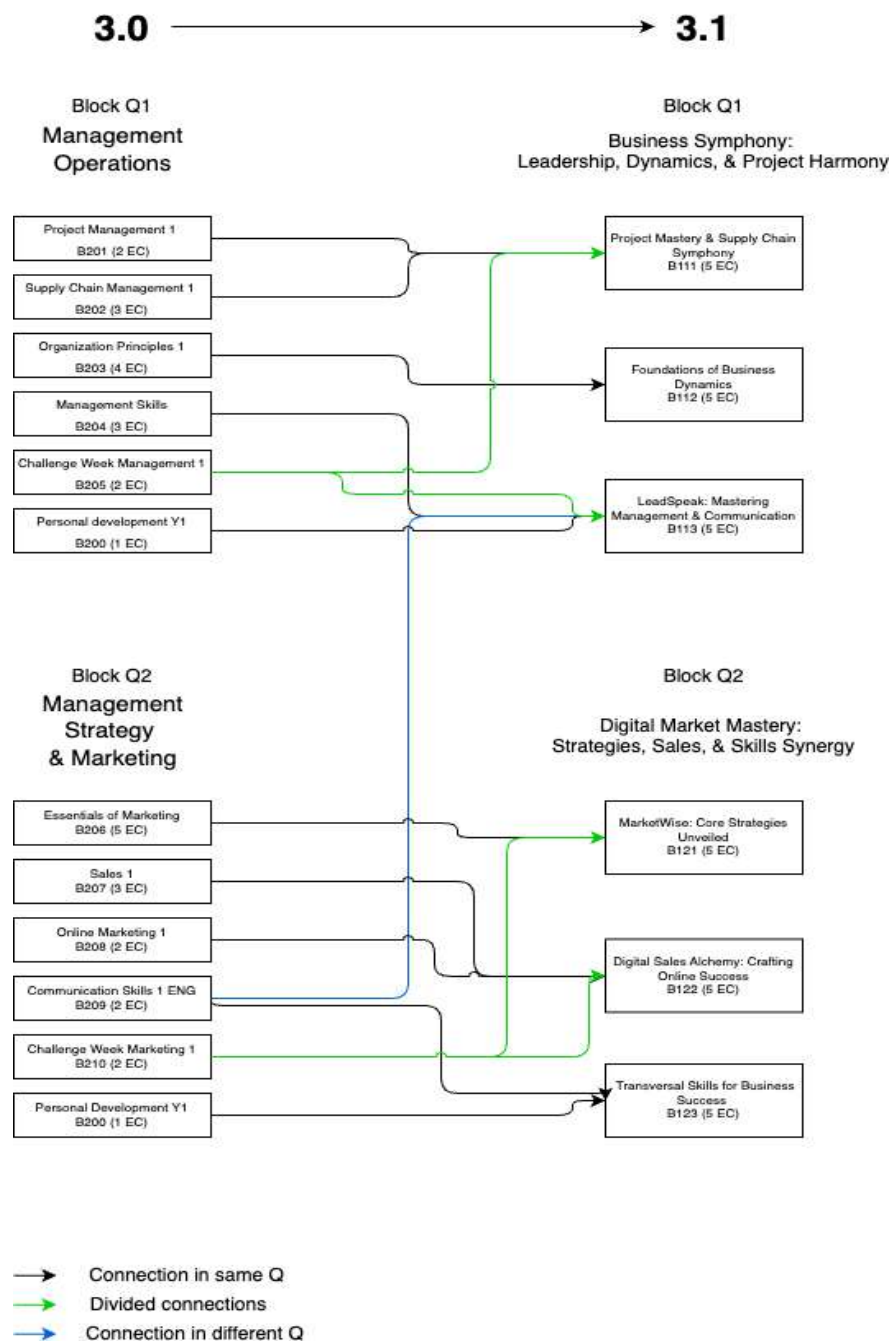 3.0
3.1
Block Q1
Management
Operations
Block Q1
Business Symphony:
Leadership, Dynamics, & Project Harmony
Project Management 1
B201 (2 EC)
Supply Chain Management 1
B202 (3 EC)
Organization Principles 1
B203 (4 EC)
Management Skills
B204 (3 EC)
Challenge Week Management 1
B205 (2 EC)
Personal development Y1
B200 (1 EC)
Project Mastery & Supply Chain
Symphony
B111 (5 EC)
Foundations of Business
Dynamics
B112 (5 EC)
LeadSpeak: Mastering
Management & Communication
B113 (5 EC)
Block Q2
Management
Strategy
& Marketing
Block Q2
Digital Market Mastery:
Strategies, Sales, & Skills Synergy
Essentials of Marketing
B206 (5 EC)
Sales 1
B207 (3 EC)
Online Marketing 1
B208 (2 EC)
Communication Skills 1 ENG
B209 (2 EC)
Challenge Week Marketing 1
B210 (2 EC)
Personal Development Y1
B200 (1 EC)
MarketWise: Core Strategies
Unveiled
B121 (5 EC)
Digital Sales Alchemy: Crafting
Online Success
B122 (5 EC)
Transversal Skills for Business
Success
B123 (5 EC)
Connection in same Q
Divided connections
Connection in different Q